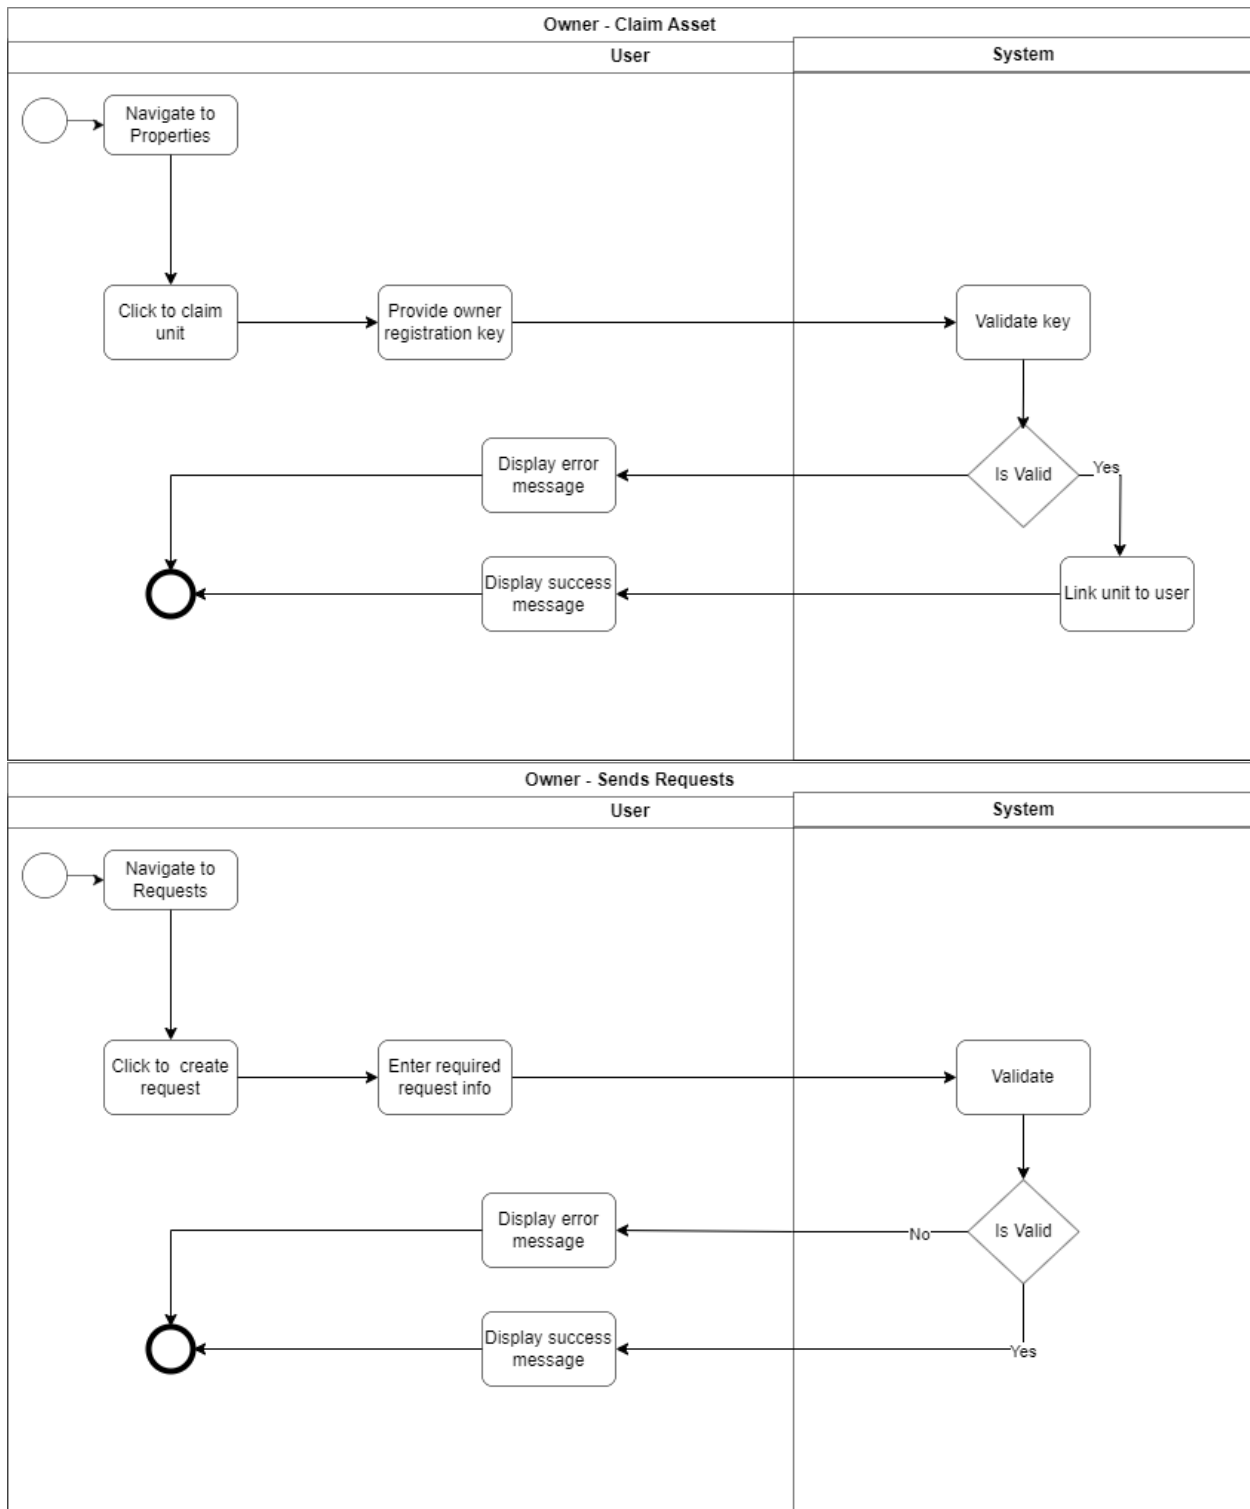 Owner - Claim Asset
User
System
Navigate to
Properties
Click to claim
unit
Provide owner
registration key
Validate key
Display error
message
Is Valid
Yes
Display success
message
Link unit to user
Owner - Sends Requests
User
System
Navigate to
Requests
Click to create
request
Enter required
request info
Validate
Display error
message
No
Is Valid
Display success
message
Yes